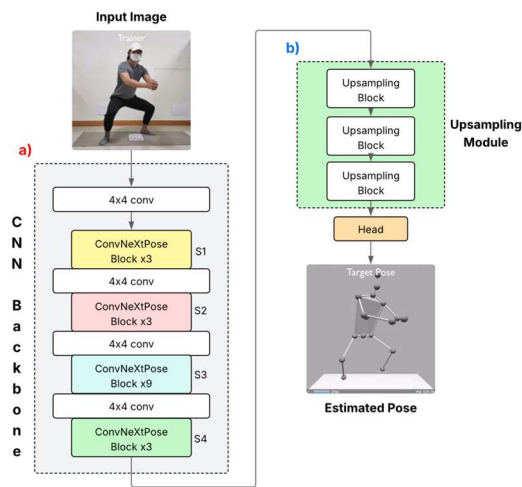 Input Image
Trainer
a)
CNN Backbone
4x4 conv
ConvNeXtPose
Block x3
S1
4x4 conv
ConvNeXtPose
Block x3
S2
4x4 conv
ConvNeXtPose
Block x9
S3
4x4 conv
ConvNeXtPose
Block x3
S4
b)
Upsampling
Block
Upsampling
Block
Upsampling
Block
Upsampling
Module
Head
Target Pose
Estimated Pose